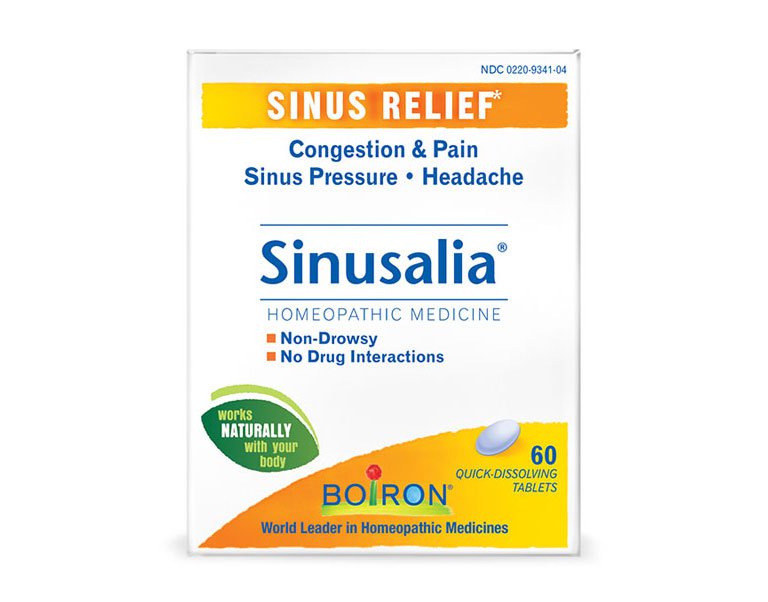 NDC 0220-9341-04
SINUS RELIEF*
Congestion & Pain
Sinus Pressure • Headache
Sinusalia®
HOMEOPATHIC MEDICINE
Non-Drowsy
No Drug Interactions
works
NATURALLY
with your
body
60
QUICK-DISSOLVING
TABLETS
BOIRON®
World Leader in Homeopathic Medicines